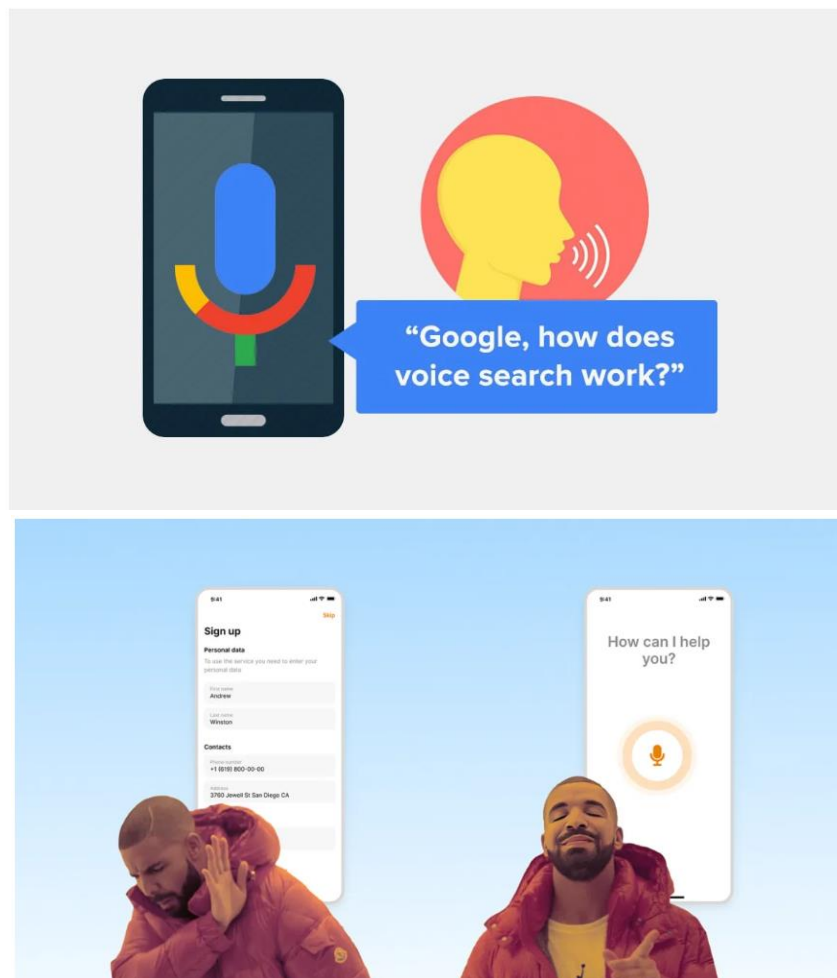 “Google, how does
voice search work?”
9:41
Skip
Sign up
Personal data
To use the service you need to enter your
personal data
First name
Andrew
Last name
Winston
Contacts
Phone number
+1 (619) 800-00-00
Address
3760 Jewell St San Diego CA
9:41
How can I help
you?